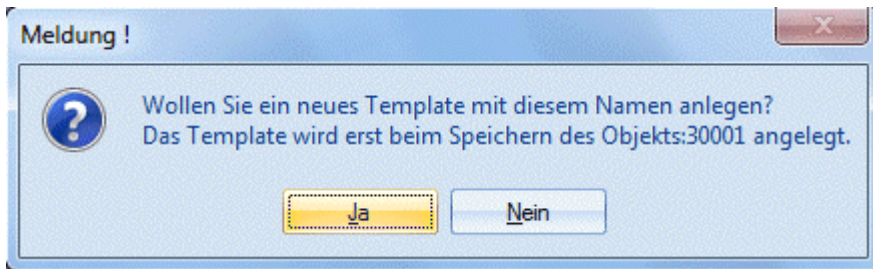 Meldung !
Wollen Sie ein neues Template mit diesem Namen anlegen?
Das Template wird erst beim Speichern des Objekts:30001 angelegt.
Ja
Nein